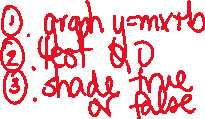 ①. graph y=mx+b
②. test 0,0
③. shade true
or false